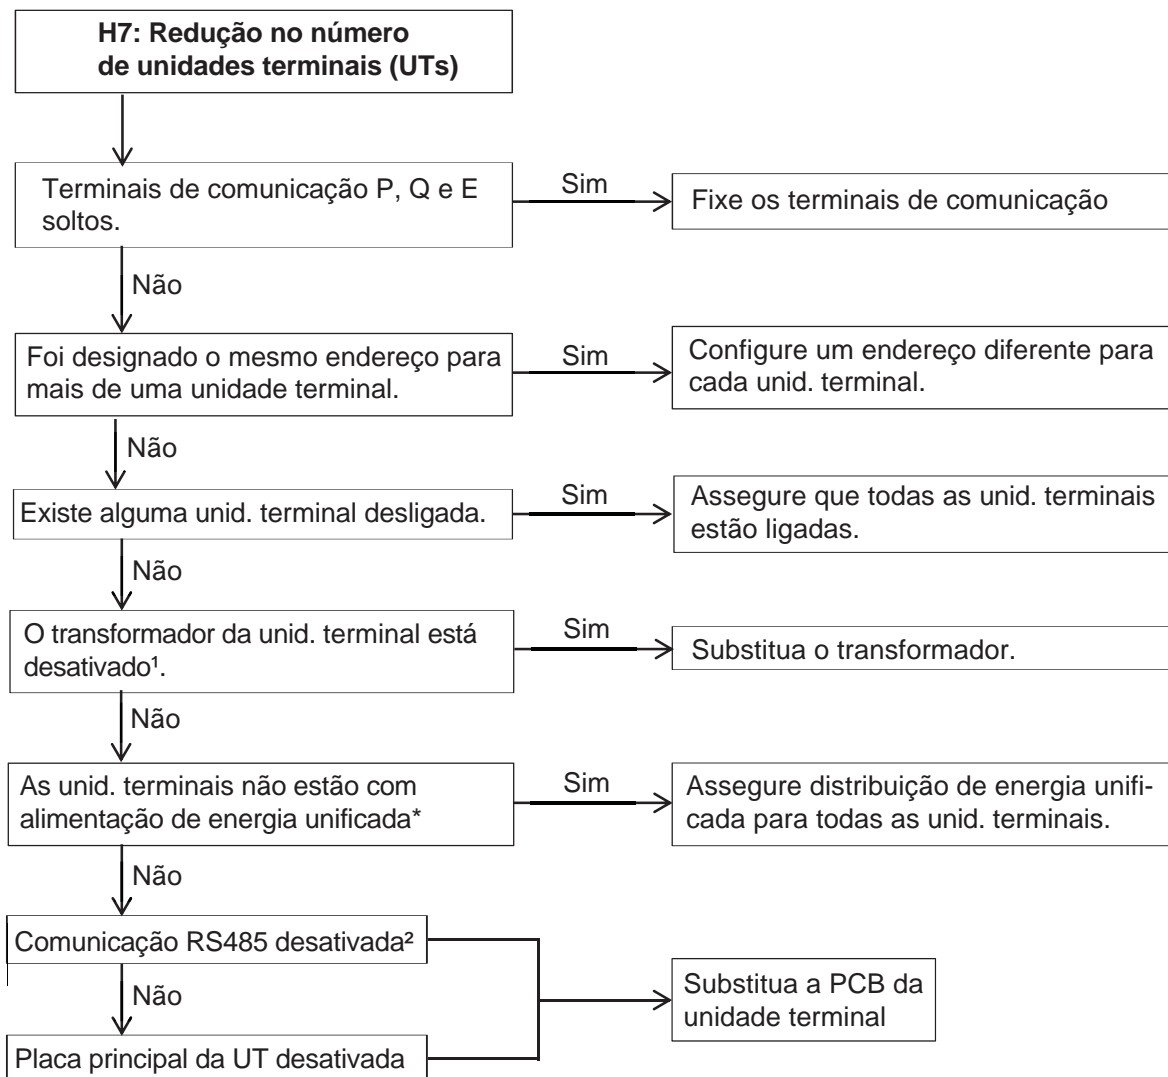 H7: Redução no número
de unidades terminais (UTs)
Terminais de comunicação P, Q e E
soltos.
Sim
Fixe os terminais de comunicação
Não
Foi designado o mesmo endereço para
mais de uma unidade terminal.
Sim
Configure um endereço diferente para
cada unid. terminal.
Não
Existe alguma unid. terminal desligada.
Sim
Assegure que todas as unid. terminais
estão ligadas.
Não
O transformador da unid. terminal está
desativado¹.
Sim
Substitua o transformador.
Não
As unid. terminais não estão com
alimentação de energia unificada*
Sim
Assegure distribuição de energia unifi-
cada para todas as unid. terminais.
Não
Comunicação RS485 desativada²
Não
Placa principal da UT desativada
Substitua a PCB da
unidade terminal